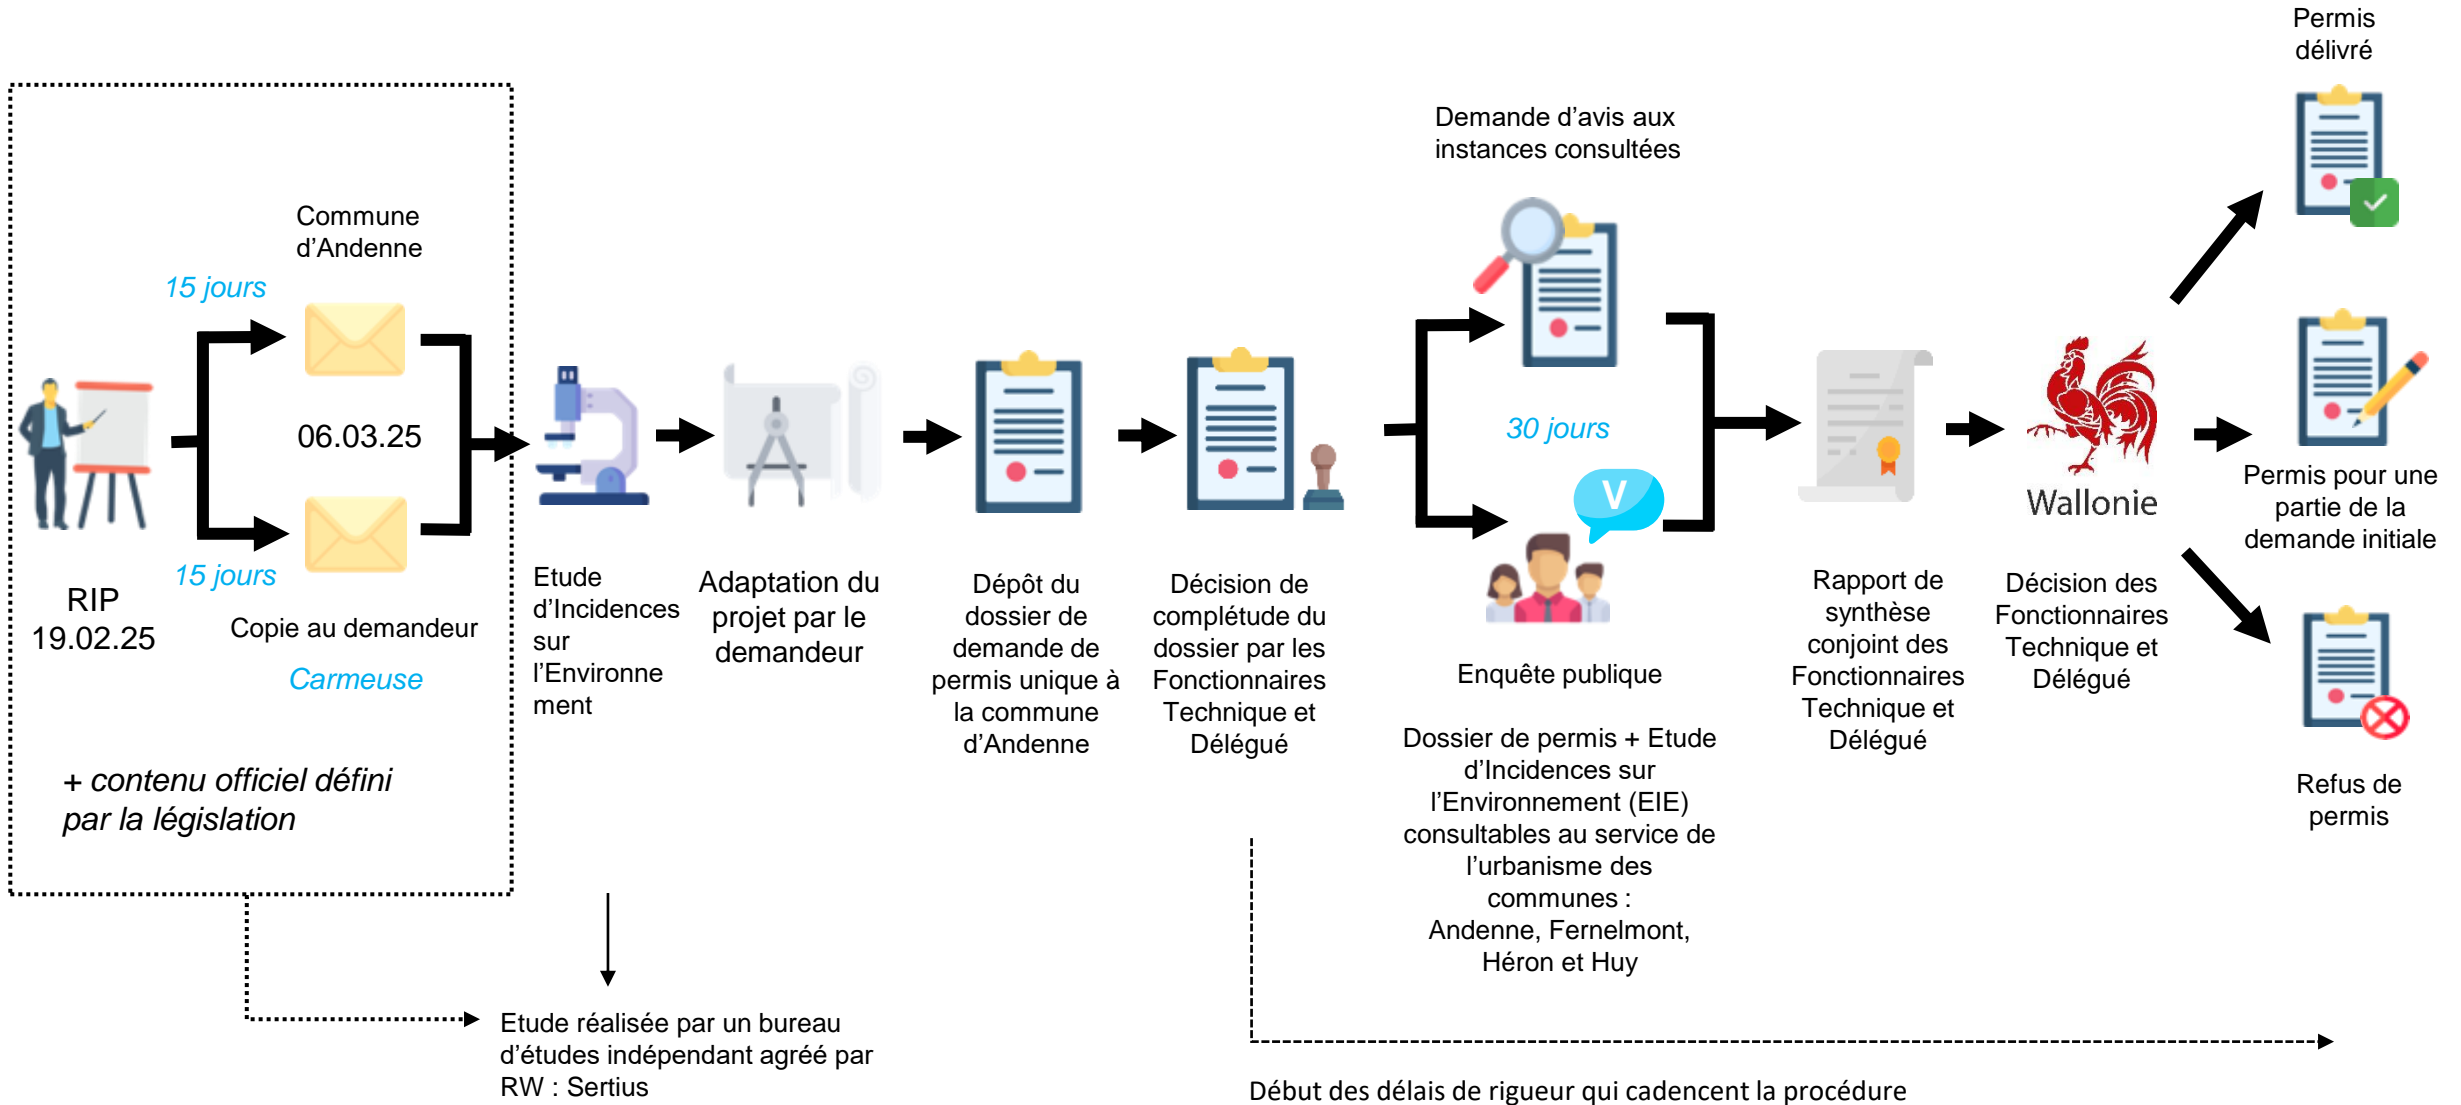 15 jours
Commune
d’Andenne
06.03.25
15 jours
RIP
19.02.25
Copie au demandeur
Carmeuse
+ contenu officiel défini
par la législation
Etude
d’Incidences
sur
l’Environne
ment
Etude réalisée par un bureau
d’études indépendant agréé par
RW : Sertius
Adaptation du
projet par le
demandeur
Dépôt du
dossier de
demande de
permis unique à
la commune
d’Andenne
Décision de
complétude du
dossier par les
Fonctionnaires
Technique et
Délégué
Demande d’avis aux
instances consultées
30 jours
V
Enquête publique
Dossier de permis + Etude
d’Incidences sur
l’Environnement (EIE)
consultables au service de
l’urbanisme des
communes :
Andenne, Fernelmont,
Héron et Huy
Rapport de
synthèse
conjoint des
Fonctionnaires
Technique et
Délégué
Wallonie
Décision des
Fonctionnaires
Technique et
Délégué
Permis
délivré
Permis pour une
partie de la
demande initiale
Refus de
permis
Début des délais de rigueur qui cadencent la procédure